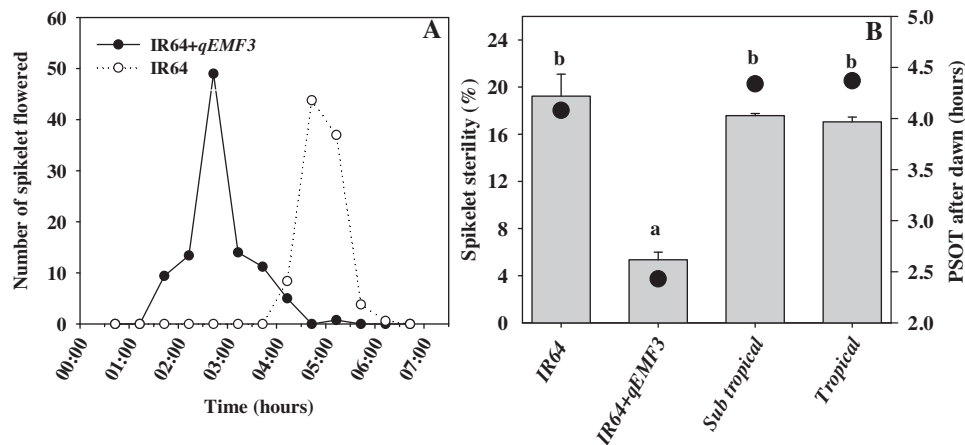 A
IR64+qEMF3
IR64
60
50
40
30
20
10
0
Number of spikelet flowered
00:00
01:00
02:00
03:00
04:00
05:00
06:00
07:00
Time (hours)
B
24
20
16
12
8
4
0
Spikelet sterility (%)
b
a
b
b
5.0
4.5
4.0
3.5
3.0
2.5
2.0
PSOT after dawn (hours)
IR64
IR64+qEMF3
Sub tropical
Tropical